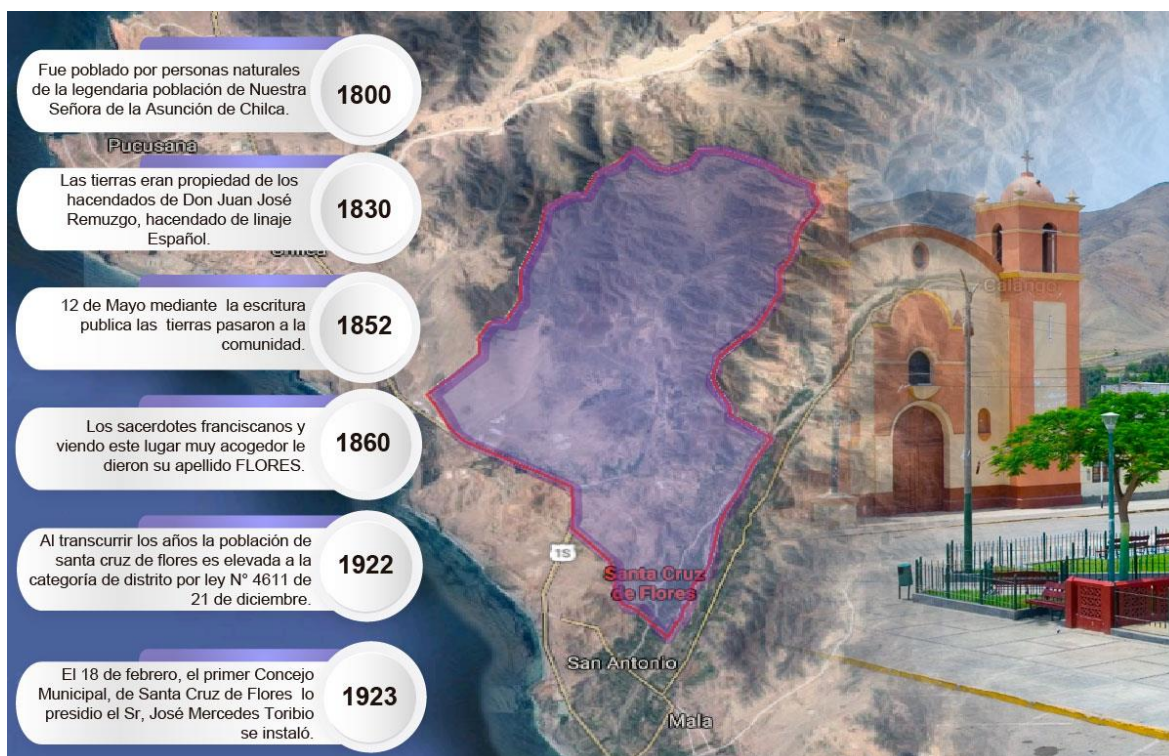 Fue poblado por personas naturales
de la legendaria población de Nuestra
Señora de la Asunción de Chilca.
1800
Pucusana
Las tierras eran propiedad de los
hacendados de Don Juan José
Remuzgo, hacendado de linaje
Español.
1830
Chilca
12 de Mayo mediante la escritura
publica las tierras pasaron a la
comunidad.
1852
Calango
Los sacerdotes franciscanos y
viendo este lugar muy acogedor le
dieron su apellido FLORES.
1860
Al transcurrir los años la población de
santa cruz de flores es elevada a la
categoría de distrito por ley N° 4611 de
21 de diciembre.
1922
1S
Santa Cruz
de Flores
San Antonio
Mala
El 18 de febrero, el primer Concejo
Municipal, de Santa Cruz de Flores lo
presidio el Sr, José Mercedes Toribio
se instaló.
1923